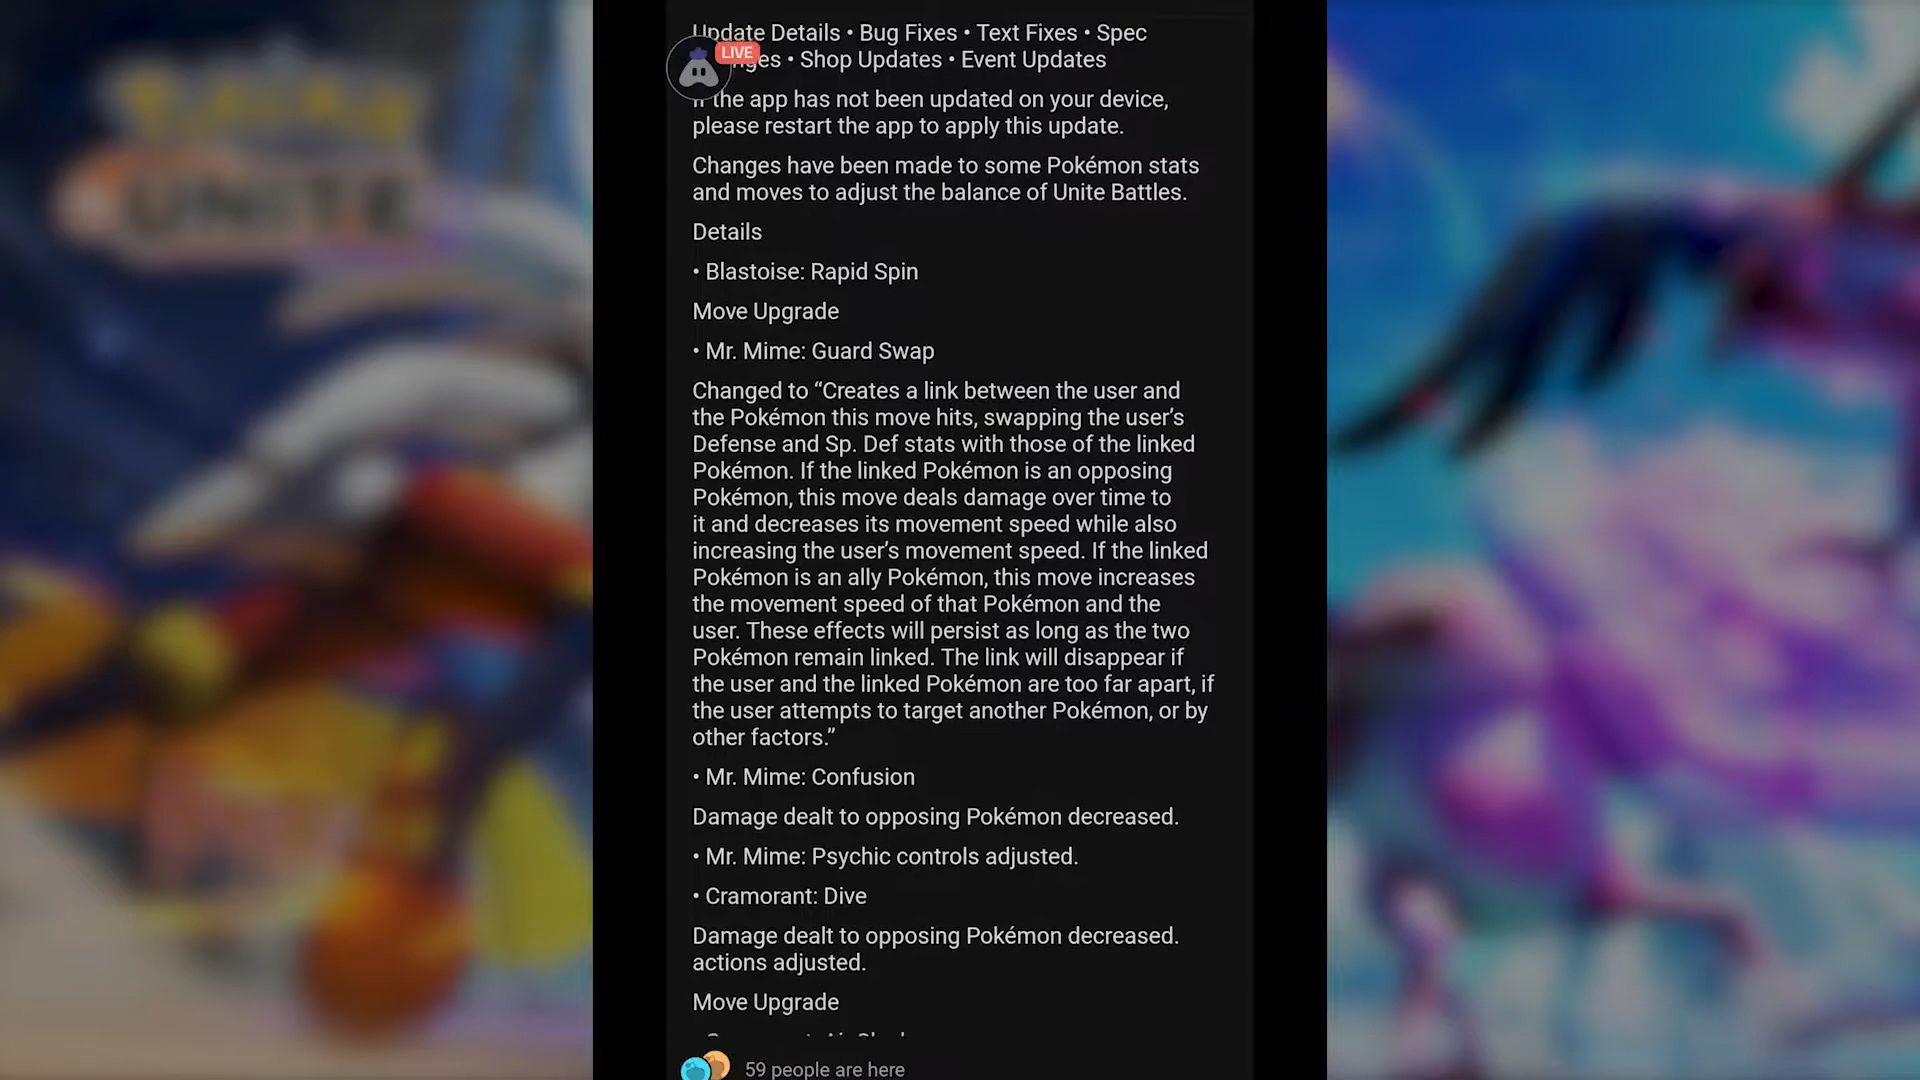 Update Details • Bug Fixes • Text Fixes • Spec
LIVE
• Shop Updates • Event Updates
If the app has not been updated on your device,
please restart the app to apply this update.
Changes have been made to some Pokémon stats
and moves to adjust the balance of Unite Battles.
Details
• Blastoise: Rapid Spin
Move Upgrade
• Mr. Mime: Guard Swap
Changed to “Creates a link between the user and
the Pokémon this move hits, swapping the user’s
Defense and Sp. Def stats with those of the linked
Pokémon. If the linked Pokémon is an opposing
Pokémon, this move deals damage over time to
it and decreases its movement speed while also
increasing the user’s movement speed. If the linked
Pokémon is an ally Pokémon, this move increases
the movement speed of that Pokémon and the
user. These effects will persist as long as the two
Pokémon remain linked. The link will disappear if
the user and the linked Pokémon are too far apart, if
the user attempts to target another Pokémon, or by
other factors.”
• Mr. Mime: Confusion
Damage dealt to opposing Pokémon decreased.
• Mr. Mime: Psychic controls adjusted.
• Cramorant: Dive
Damage dealt to opposing Pokémon decreased.
actions adjusted.
Move Upgrade
59 people are here
UNITE